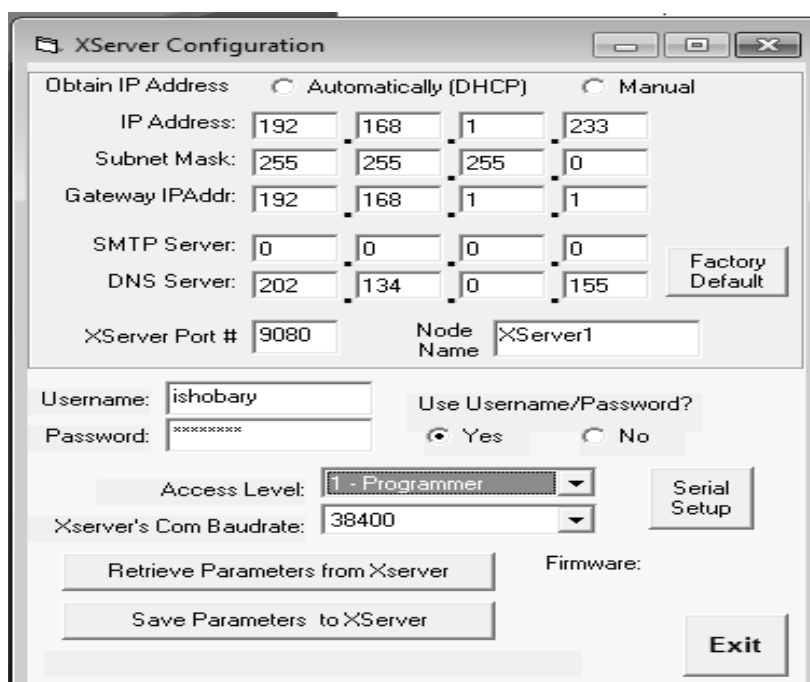 XServer Configuration
Obtain IP Address Automatically (DHCP) Manual
IP Address: 192 . 168 . 1 . 233
Subnet Mask: 255 . 255 . 255 . 0
Gateway IPAddr: 192 . 168 . 1 . 1
SMTP Server: 0 . 0 . 0 . 0
DNS Server: 202 . 134 . 0 . 155
Factory Default
XServer Port # 9080 Node Name XServer1
Username: ishobary
Use Username/Password?
Password: ********
Yes No
Access Level: 1 - Programmer
Serial Setup
Xserver's Com Baudrate: 38400
Retrieve Parameters from Xserver
Firmware:
Save Parameters to XServer
Exit